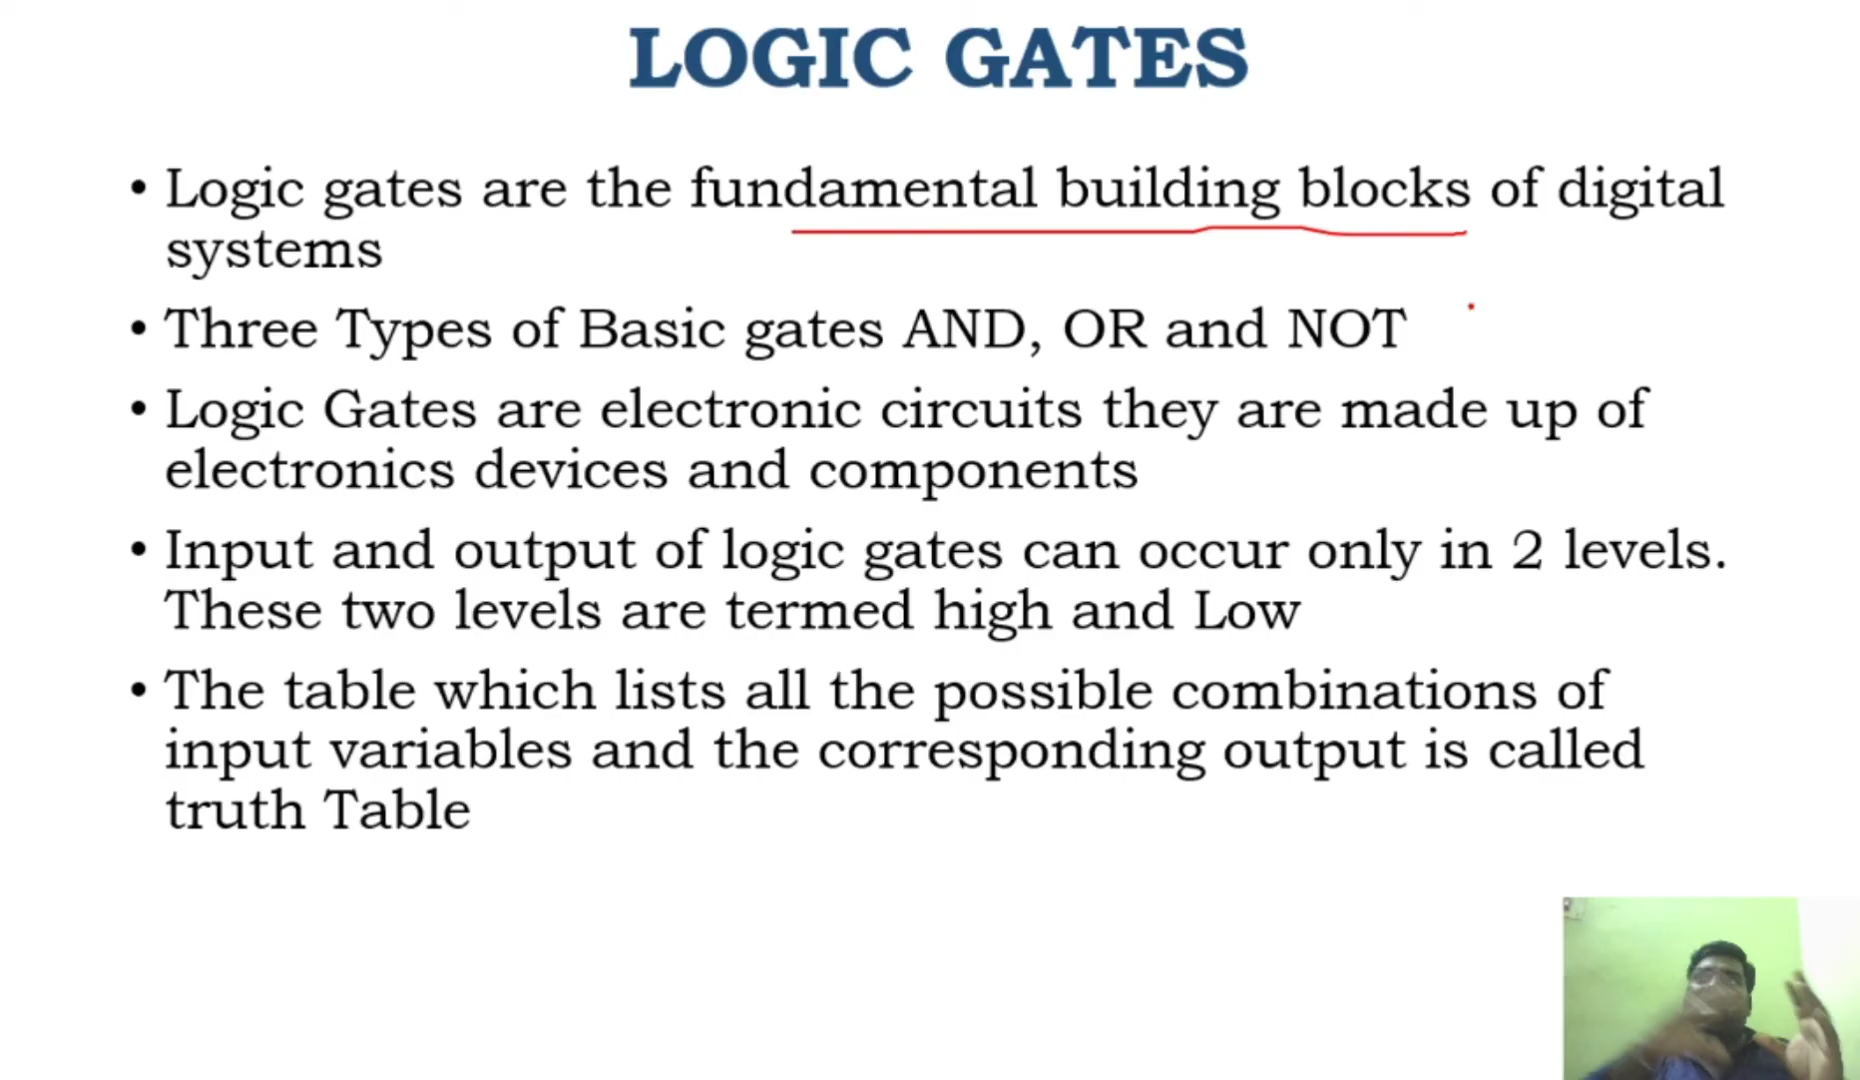 LOGIC GATES
• Logic gates are the fundamental building blocks of digital
systems
• Three Types of Basic gates AND, OR and NOT
• Logic Gates are electronic circuits they are made up of
electronics devices and components
• Input and output of logic gates can occur only in 2 levels.
These two levels are termed high and Low
• The table which lists all the possible combinations of
input variables and the corresponding output is called
truth Table